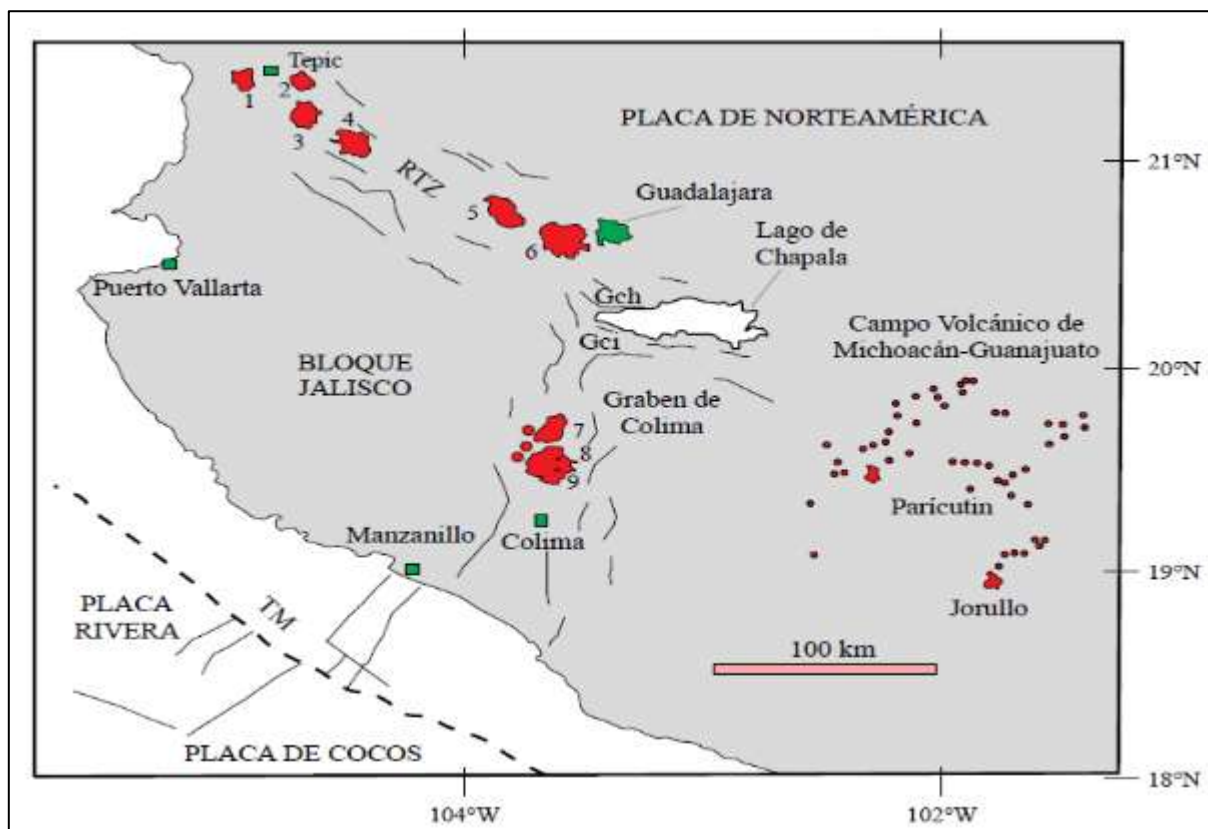 Tepic
1
2
3
4
PLACA DE NORTEAMÉRICA
21°N
RTZ
Guadalajara
5
6
Lago de
Chapala
Puerto Vallarta
Gch
Gci
Campo Volcánico de
Michoacán-Guanajuato
20°N
BLOQUE
JALISCO
Graben de
Colima
7
8
9
Parícutin
Manzanillo
Colima
19°N
Jorullo
PLACA
RIVERA
TM
100 km
PLACA DE COCOS
18°N
104°W
102°W